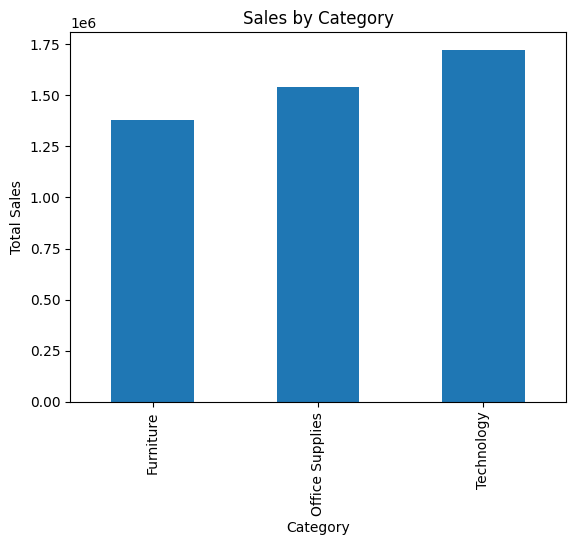 Sales by Category
1e6
1.75
1.50
1.25
1.00
0.75
0.50
0.25
0.00
Total Sales
Furniture
Office Supplies
Technology
Category